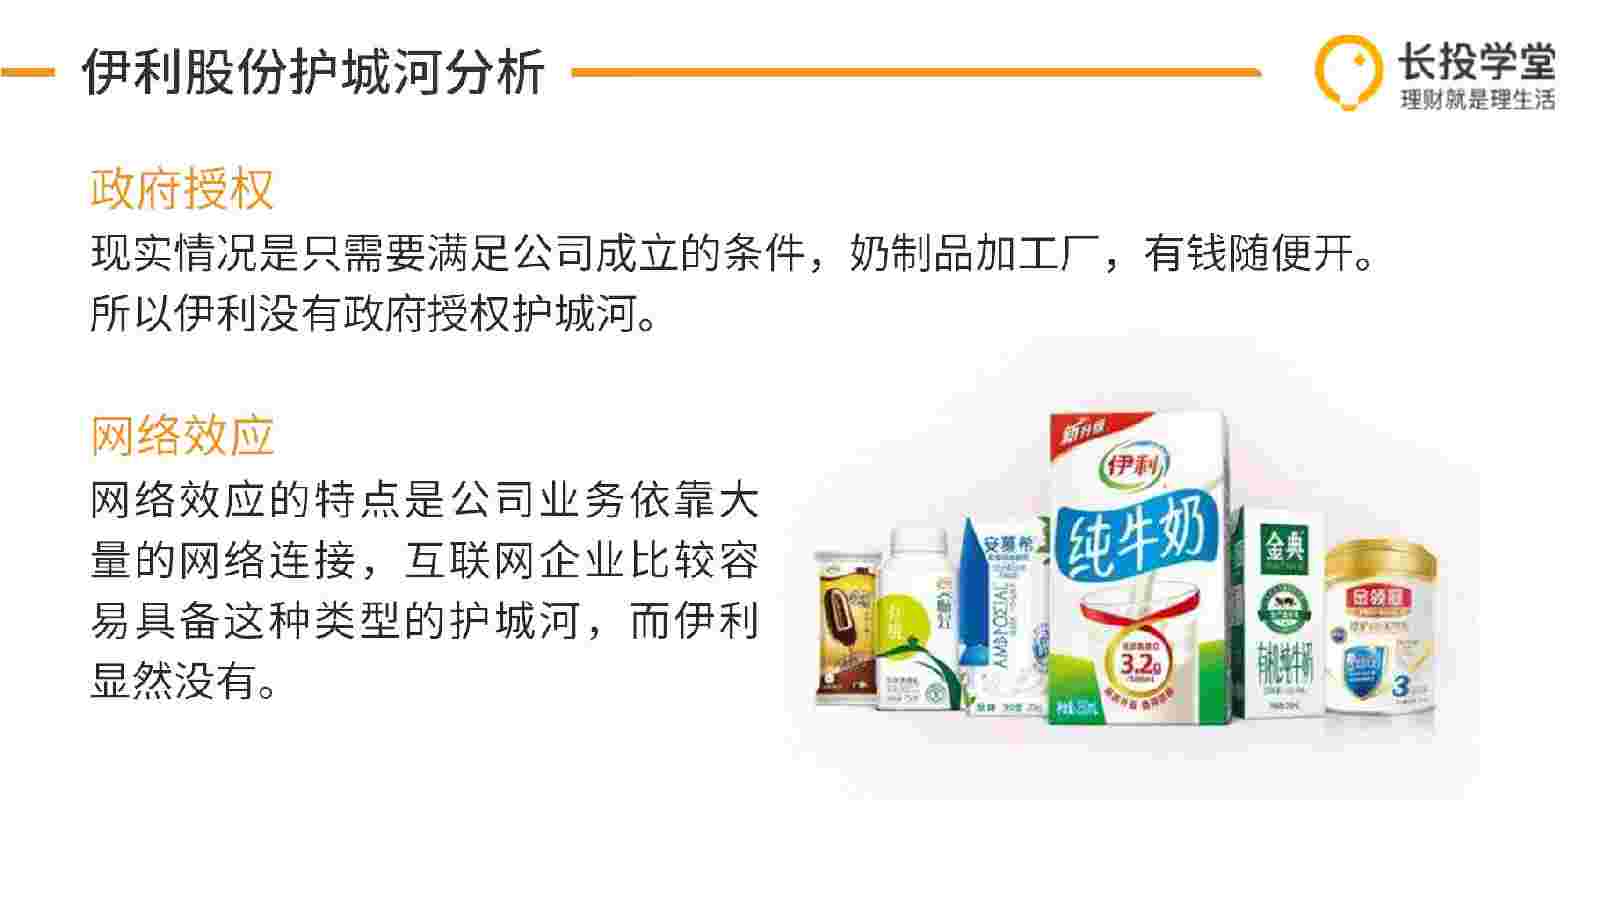 伊利股份护城河分析
长投学堂
理财就是理生活
政府授权
现实情况是只需要满足公司成立的条件，奶制品加工厂，有钱随便开。
所以伊利没有政府授权护城河。
网络效应
网络效应的特点是公司业务依靠大
量的网络连接，互联网企业比较容
易具备这种类型的护城河，而伊利
显然没有。
新升级
伊利
纯牛奶
3.2g
安慕希
AMBPOEIAL
金典
有机纯牛奶
金领冠
3